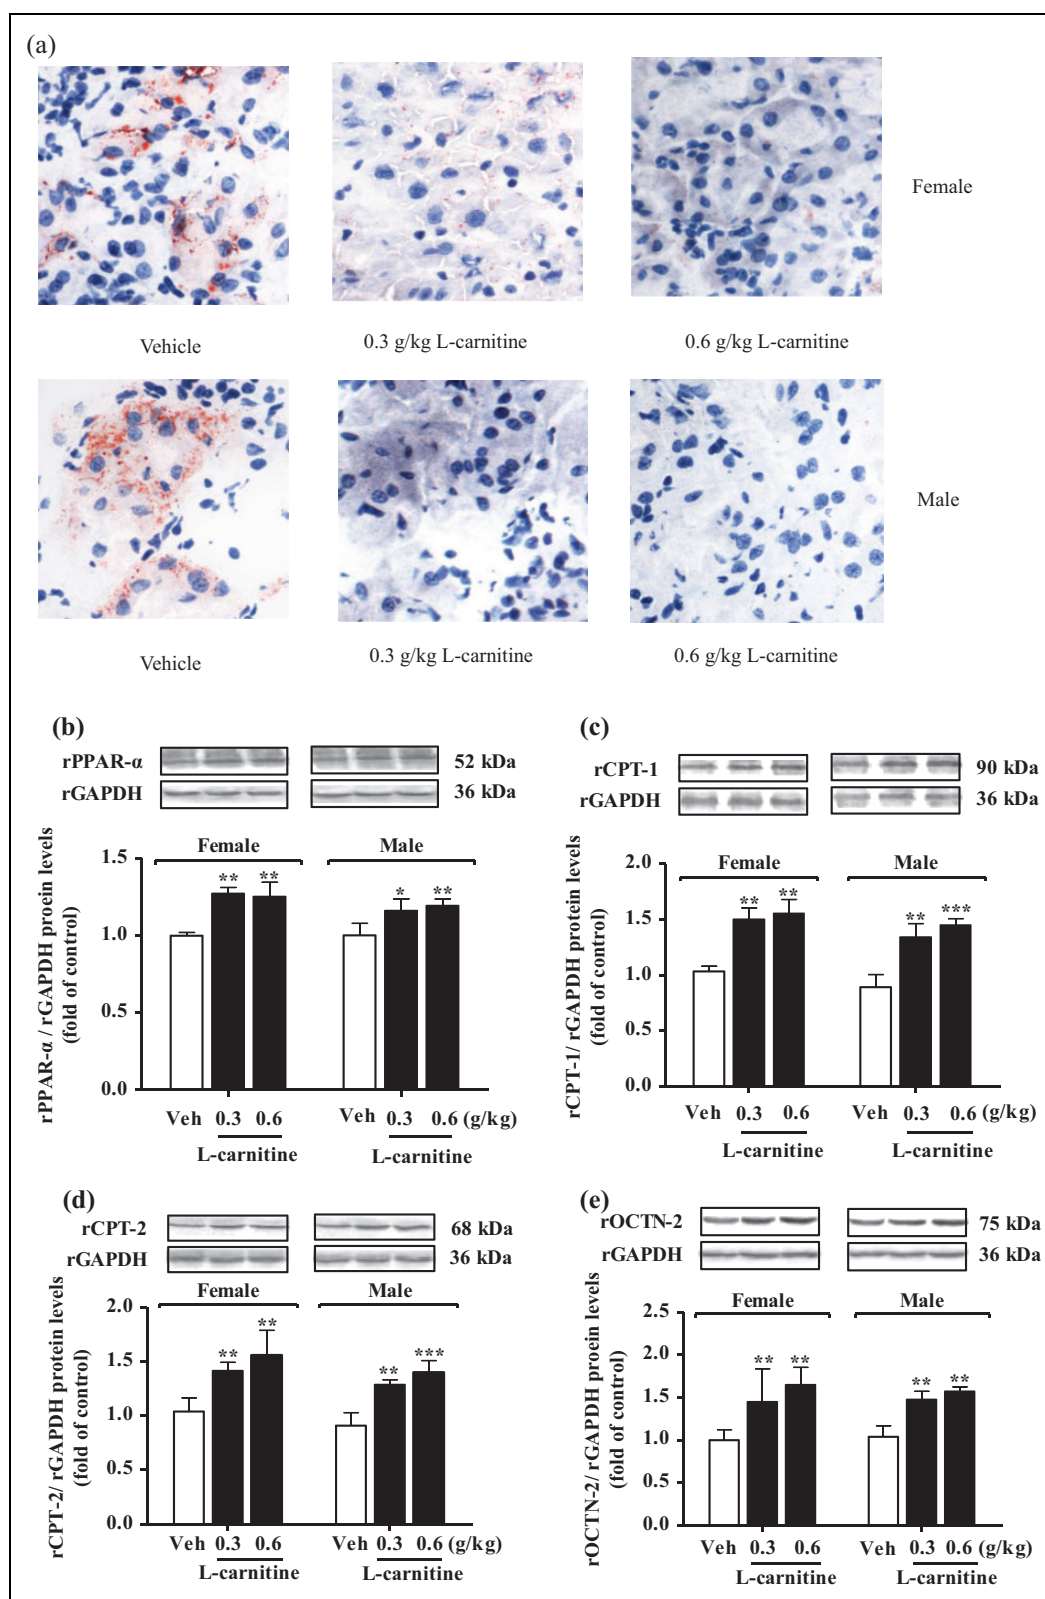 (a)
Female
Vehicle
0.3 g/kg L-carnitine
0.6 g/kg L-carnitine
Male
Vehicle
0.3 g/kg L-carnitine
0.6 g/kg L-carnitine
(b)
rPPAR-α
52 kDa
rGAPDH
36 kDa
rPPAR-α / rGAPDH proein levels
(fold of control)
Female
Male
1.5
1.0
0.5
0.0
**
**
*
**
Veh
0.3
0.6
Veh
0.3
0.6
(g/kg)
L-carnitine
L-carnitine
(c)
rCPT-1
90 kDa
rGAPDH
36 kDa
rCPT-1/ rGAPDH protein levels
(fold of control)
Female
Male
2.0
1.5
1.0
0.5
0.0
**
**
**
***
Veh
0.3
0.6
Veh
0.3
0.6
(g/kg)
L-carnitine
L-carnitine
(d)
rCPT-2
68 kDa
rGAPDH
36 kDa
rCPT-2/ rGAPDH protein levels
(fold of control)
Female
Male
2.0
1.5
1.0
0.5
0.0
**
**
**
***
Veh
0.3
0.6
Veh
0.3
0.6
(g/kg)
L-carnitine
L-carnitine
(e)
rOCTN-2
75 kDa
rGAPDH
36 kDa
rOCTN-2/ rGAPDH proein levels
(fold of control)
Female
Male
2.5
2.0
1.5
1.0
0.5
0.0
**
**
**
**
Veh
0.3
0.6
Veh
0.3
0.6
(g/kg)
L-carnitine
L-carnitine